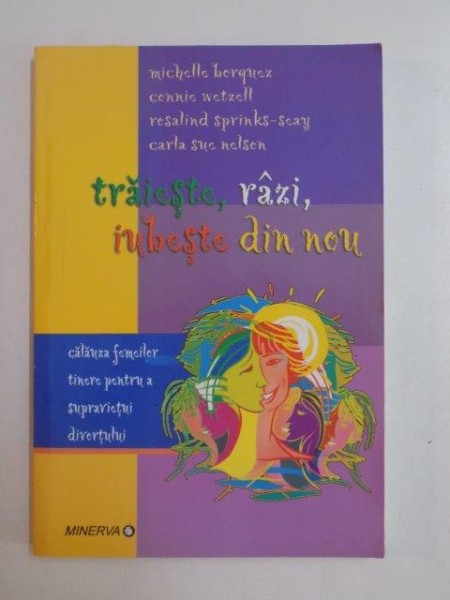 michelle borquez
connie wetzell
rosalind sprinks-seay
carla sue nelson
trăiește, râzi,
iubește din nou
călăuza femeilor
tinere pentru a
supraviețui
divorțului
MINERVA